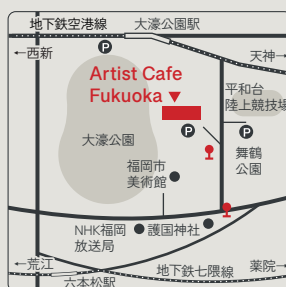 地下鉄空港線
大濠公園駅
P
←西新
天神→
Artist Cafe
Fukuoka
平和台
陸上競技場
P
P
大濠公園
舞鶴
公園
福岡市
美術館
NHK福岡
放送局
護国神社
←荒江
地下鉄七隈線
薬院→
六本松駅